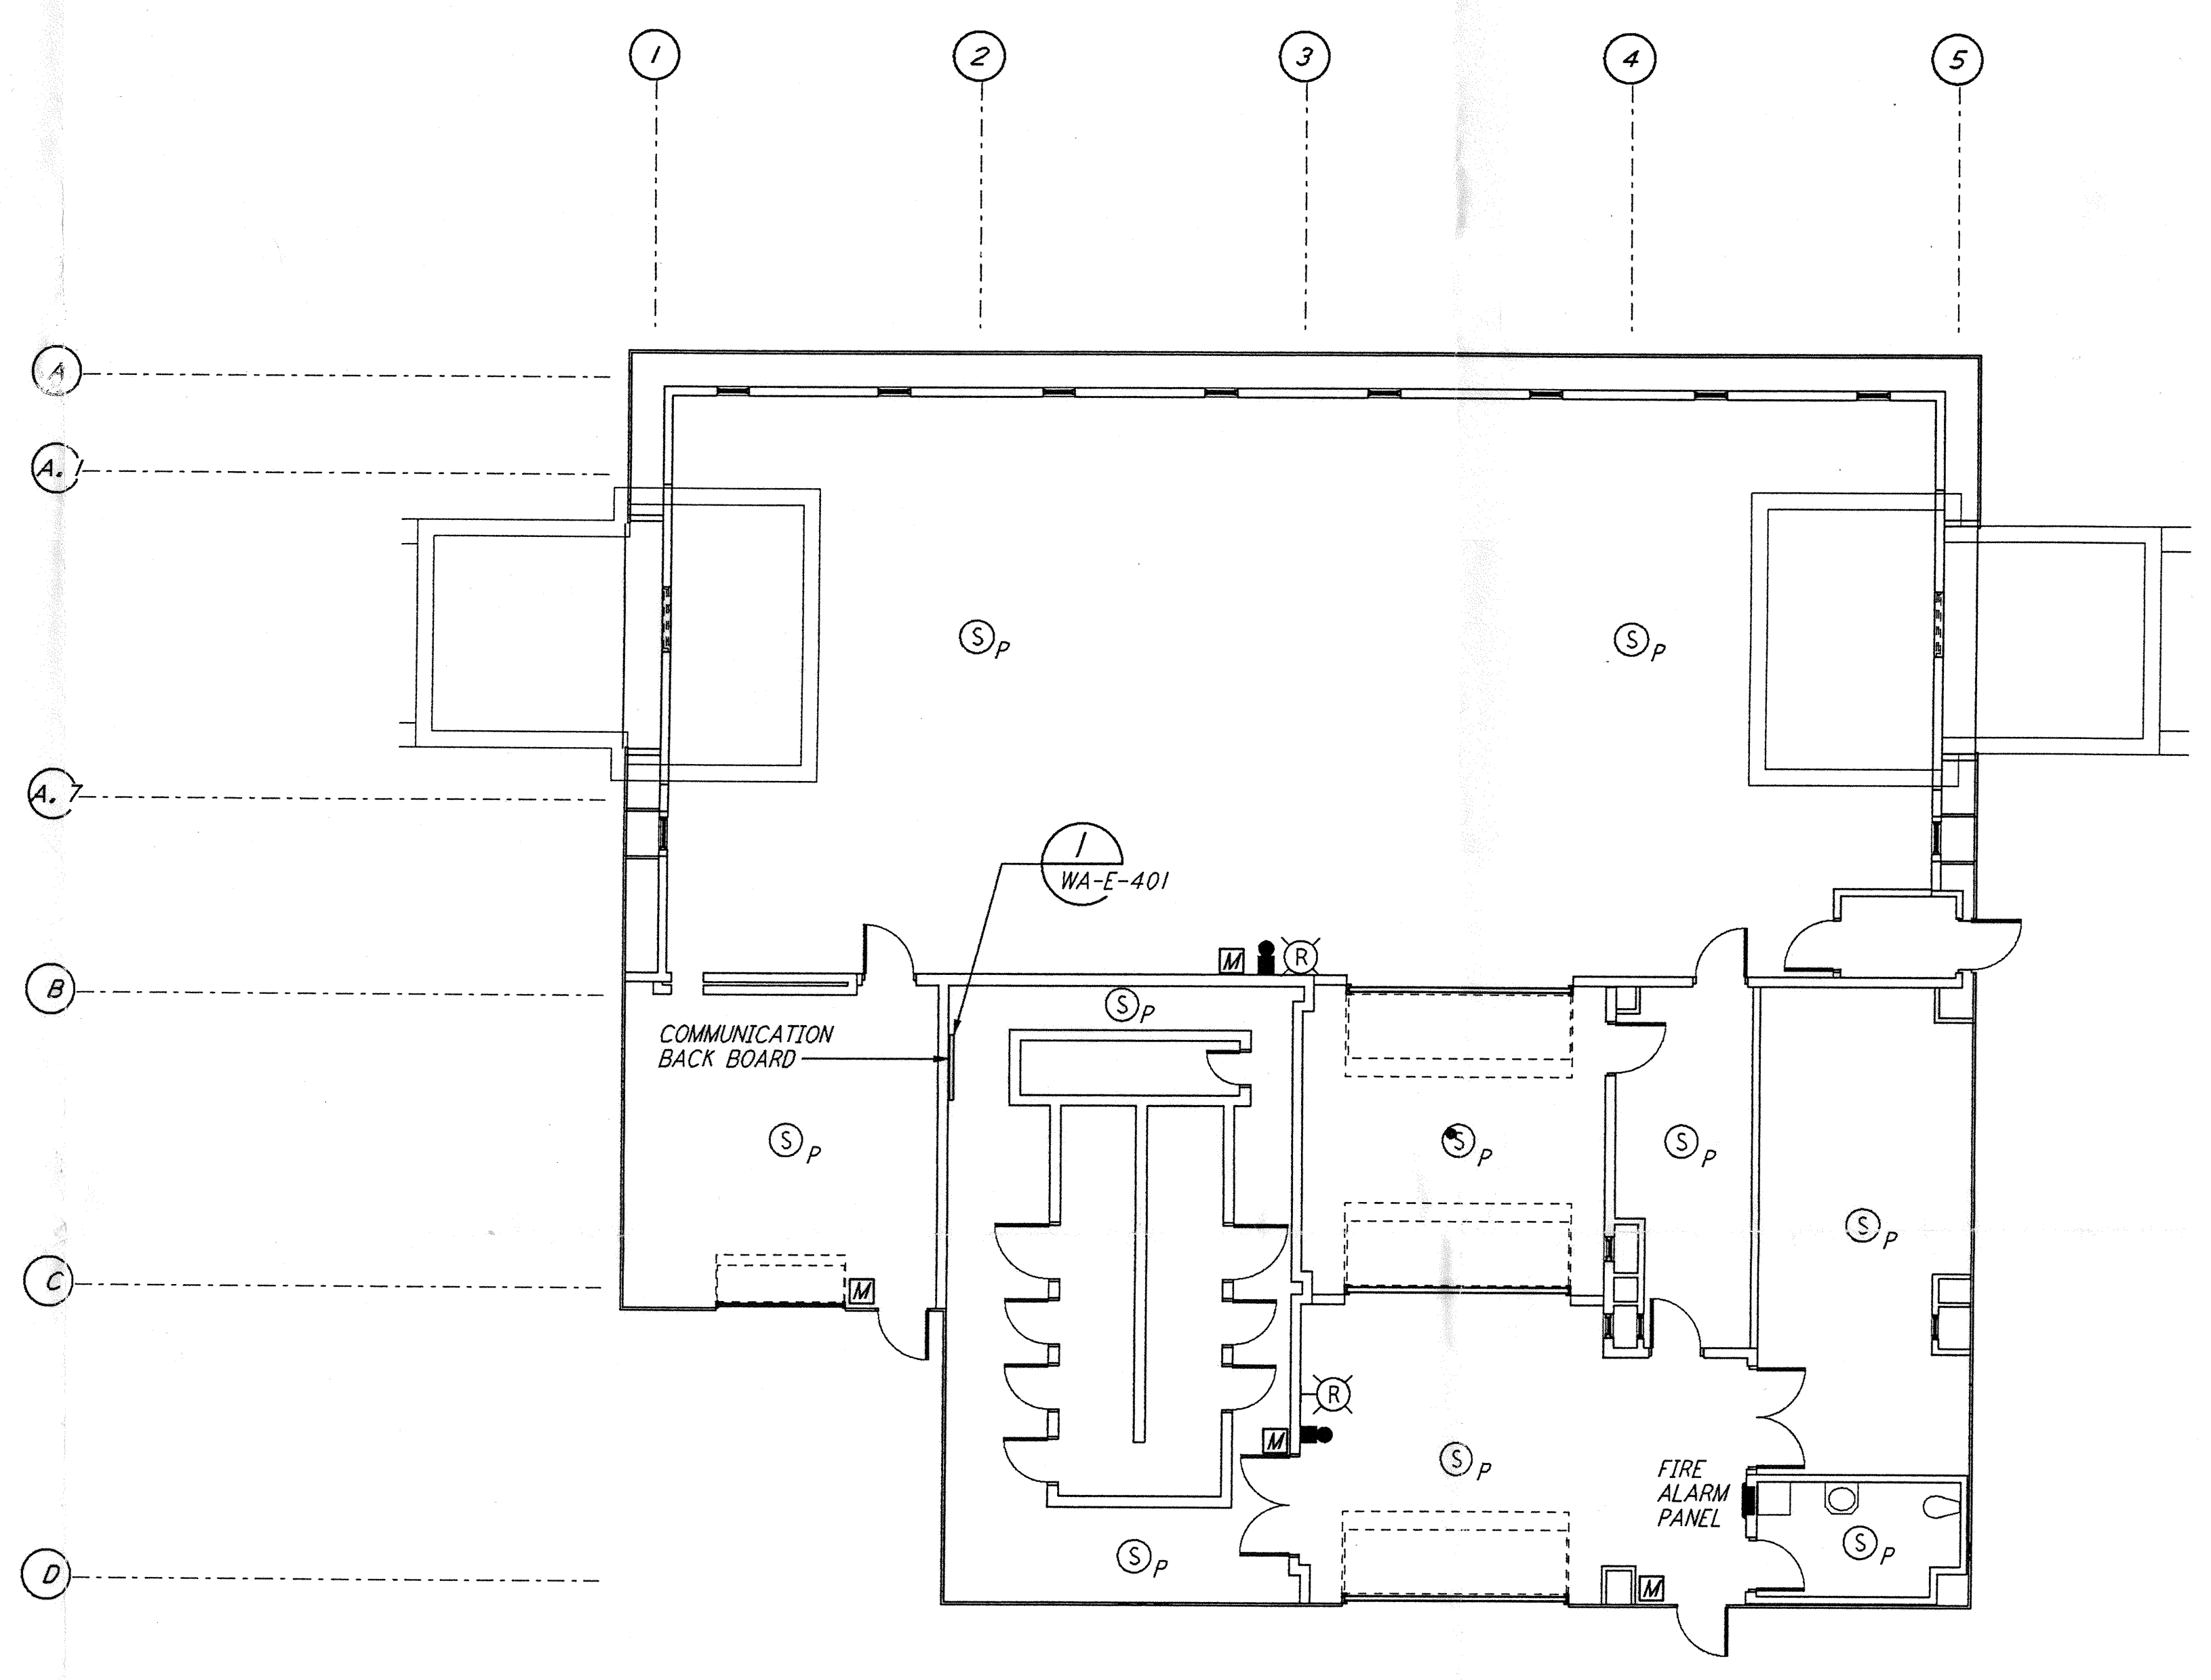 1 2 3 4 5
A
A.1
S P S P
A.7
1
WA-E-401
M R
B
S P
COMMUNICATION
BACK BOARD
S P S P S P
S P
C
M
R
M
S P
FIRE
ALARM
PANEL
S P
S P
D
M